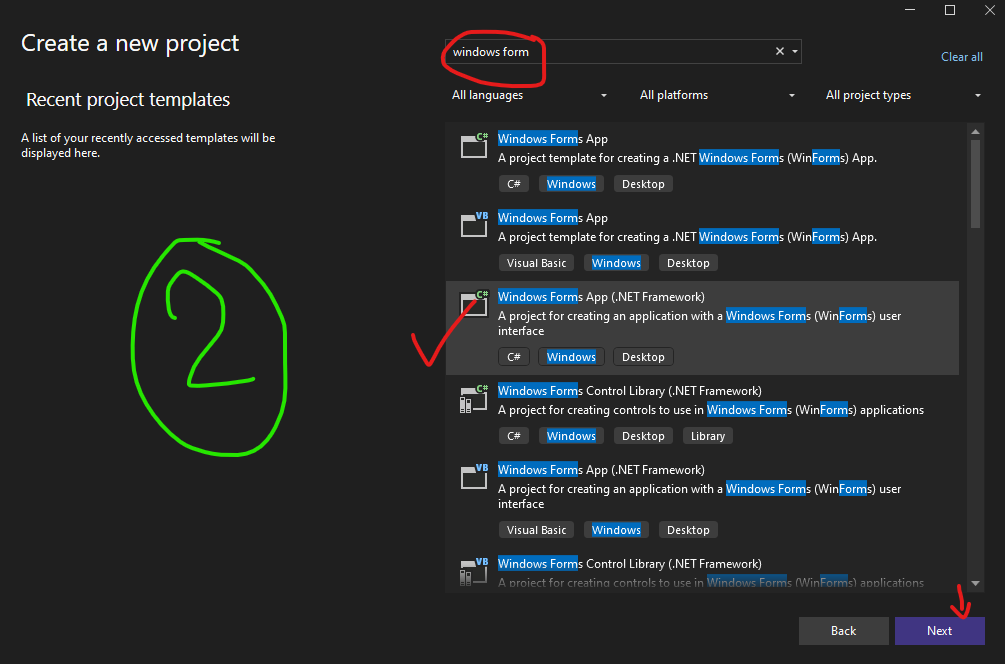 Create a new project
windows form
Clear all
Recent project templates
All languages
All platforms
All project types
A list of your recently accessed templates will be
displayed here.
C#
Windows Forms App
A project template for creating a .NET Windows Forms (WinForms) App.
C#
Windows
Desktop
VB
Windows Forms App
A project template for creating a .NET Windows Forms (WinForms) App.
Visual Basic
Windows
Desktop
2
C#
Windows Forms App (.NET Framework)
A project for creating an application with a Windows Forms (WinForms) user
interface
C#
Windows
Desktop
C#
Windows Forms Control Library (.NET Framework)
A project for creating controls to use in Windows Forms (WinForms) applications
C#
Windows
Desktop
Library
VB
Windows Forms App (.NET Framework)
A project for creating an application with a Windows Forms (WinForms) user
interface
Visual Basic
Windows
Desktop
VB
Windows Forms Control Library (.NET Framework)
A project for creating controls to use in Windows Forms (WinForms) applications
Back
Next